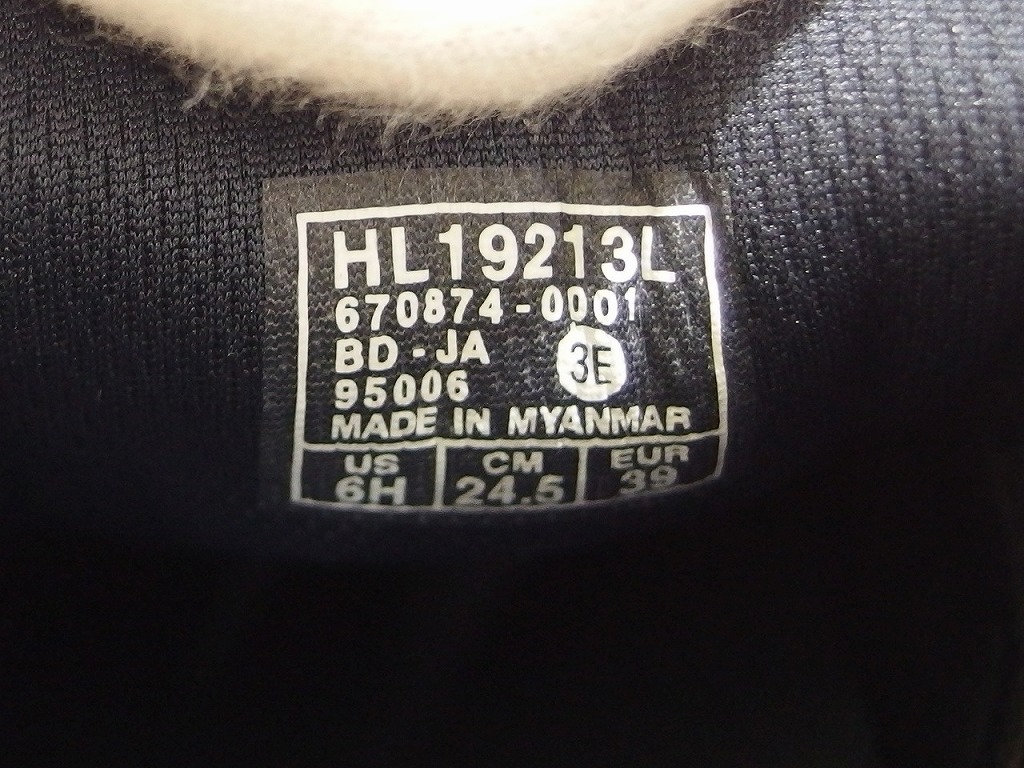 HL19213L
670874-0001
BD-JA 3E
95006
MADE IN MYANMAR
US CM EUR
6H 24.5 39